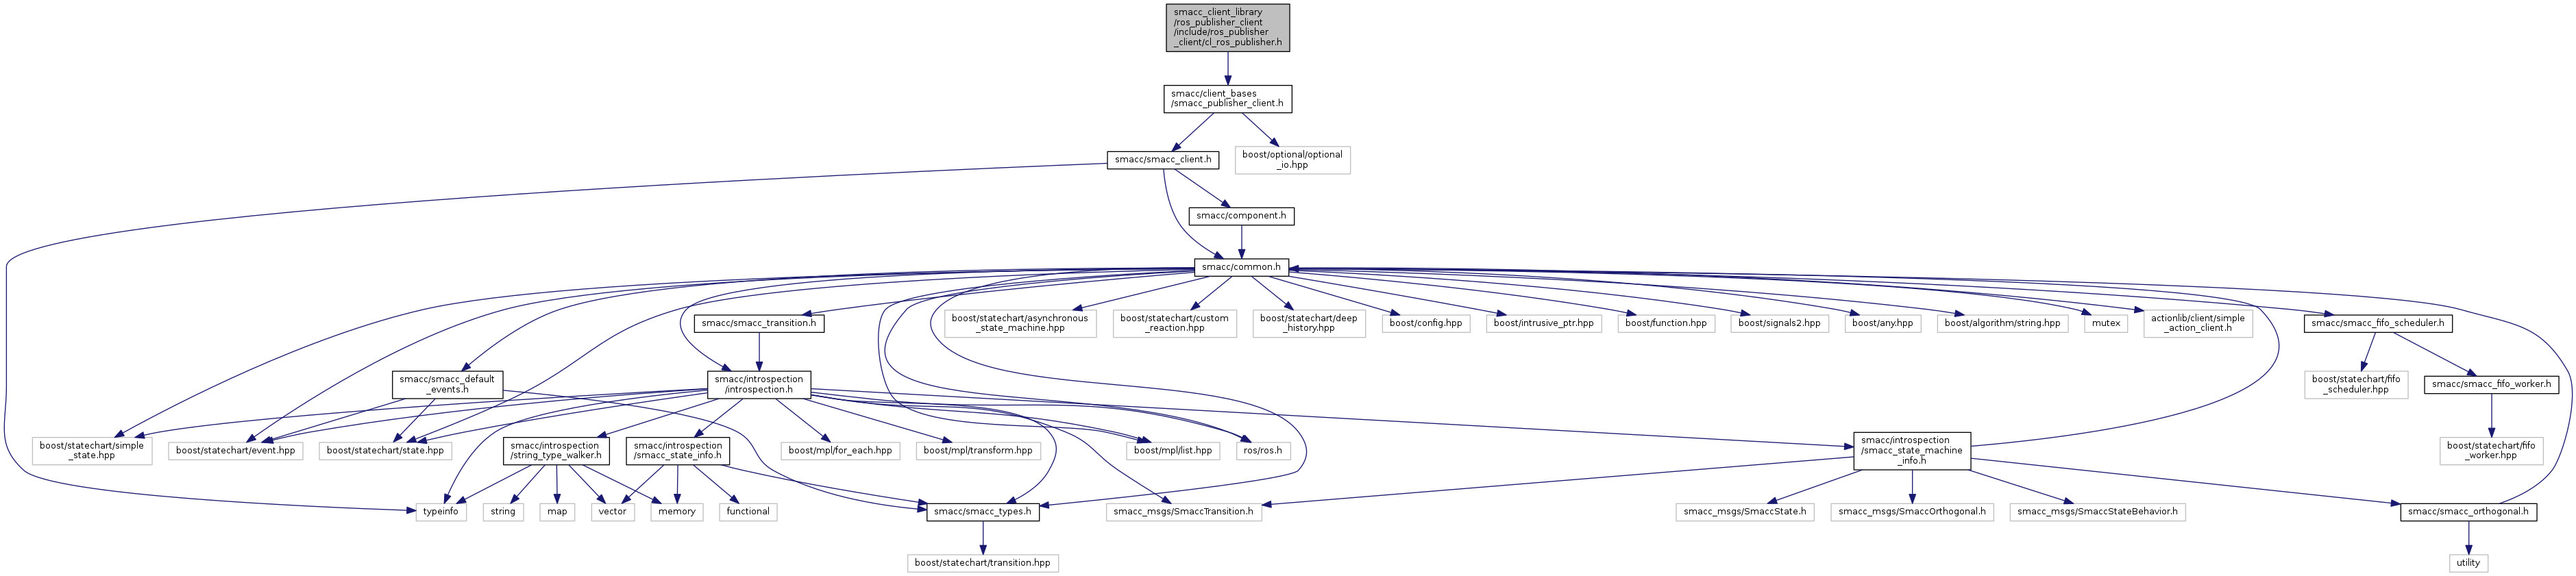 smacc_client_library
/ros_publisher_client
/include/ros_publisher
_client/cl_ros_publisher.h
smacc/client_bases
/smacc_publisher_client.h
smacc/smacc_client.h
boost/optional/optional
_io.hpp
smacc/component.h
smacc/common.h
smacc/smacc_transition.h
boost/statechart/asynchronous
_state_machine.hpp
boost/statechart/custom
_reaction.hpp
boost/statechart/deep
_history.hpp
boost/config.hpp
boost/intrusive_ptr.hpp
boost/function.hpp
boost/signals2.hpp
boost/any.hpp
boost/algorithm/string.hpp
mutex
actionlib/client/simple
_action_client.h
smacc/smacc_fifo_scheduler.h
smacc/smacc_default
_events.h
smacc/introspection
/introspection.h
boost/statechart/fifo
_scheduler.hpp
smacc/smacc_fifo_worker.h
boost/statechart/simple
_state.hpp
boost/statechart/event.hpp
boost/statechart/state.hpp
smacc/introspection
/string_type_walker.h
smacc/introspection
/smacc_state_info.h
boost/mpl/for_each.hpp
boost/mpl/transform.hpp
boost/mpl/list.hpp
ros/ros.h
smacc/introspection
/smacc_state_machine
_info.h
boost/statechart/fifo
_worker.hpp
typeinfo
string
map
vector
memory
functional
smacc/smacc_types.h
smacc_msgs/SmaccTransition.h
smacc_msgs/SmaccState.h
smacc_msgs/SmaccOrthogonal.h
smacc_msgs/SmaccStateBehavior.h
smacc/smacc_orthogonal.h
boost/statechart/transition.hpp
utility